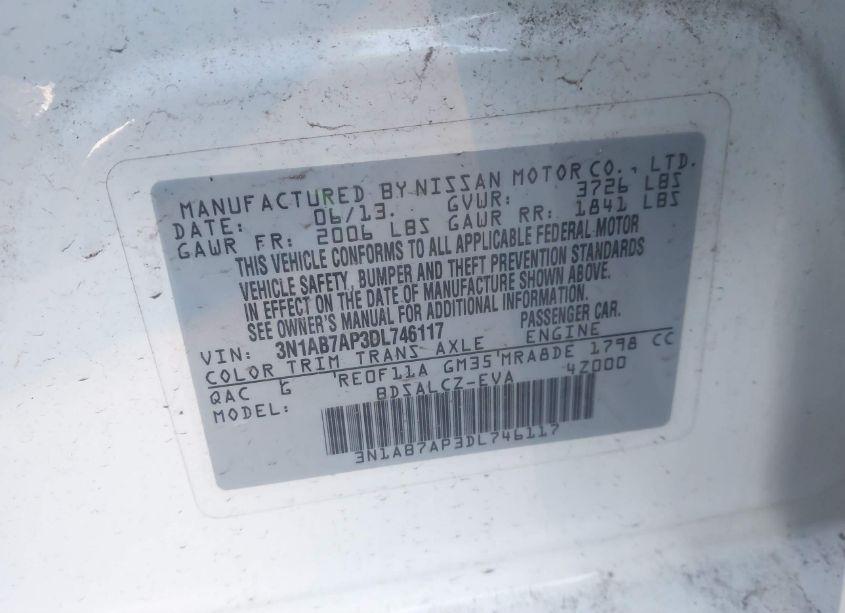 MANUFACTURED BY NISSAN MOTOR CO., LTD.
DATE: 06/13. GVWR: 3726 LBS
GAWR FR: 2006 LBS GAWR RR: 1841 LBS
THIS VEHICLE CONFORMS TO ALL APPLICABLE FEDERAL MOTOR
VEHICLE SAFETY, BUMPER AND THEFT PREVENTION STANDARDS
IN EFFECT ON THE DATE OF MANUFACTURE SHOWN ABOVE.
SEE OWNER'S MANUAL FOR ADDITIONAL INFORMATION.
VIN: 3N1AB7AP3DL746117 PASSENGER CAR.
COLOR TRIM TRANS AXLE ENGINE
QAC G RE0F11A GM35 MRA8DE 1798 CC
MODEL: BDSALCZ-EVA 4Z000
3N1AB7AP3DL746117